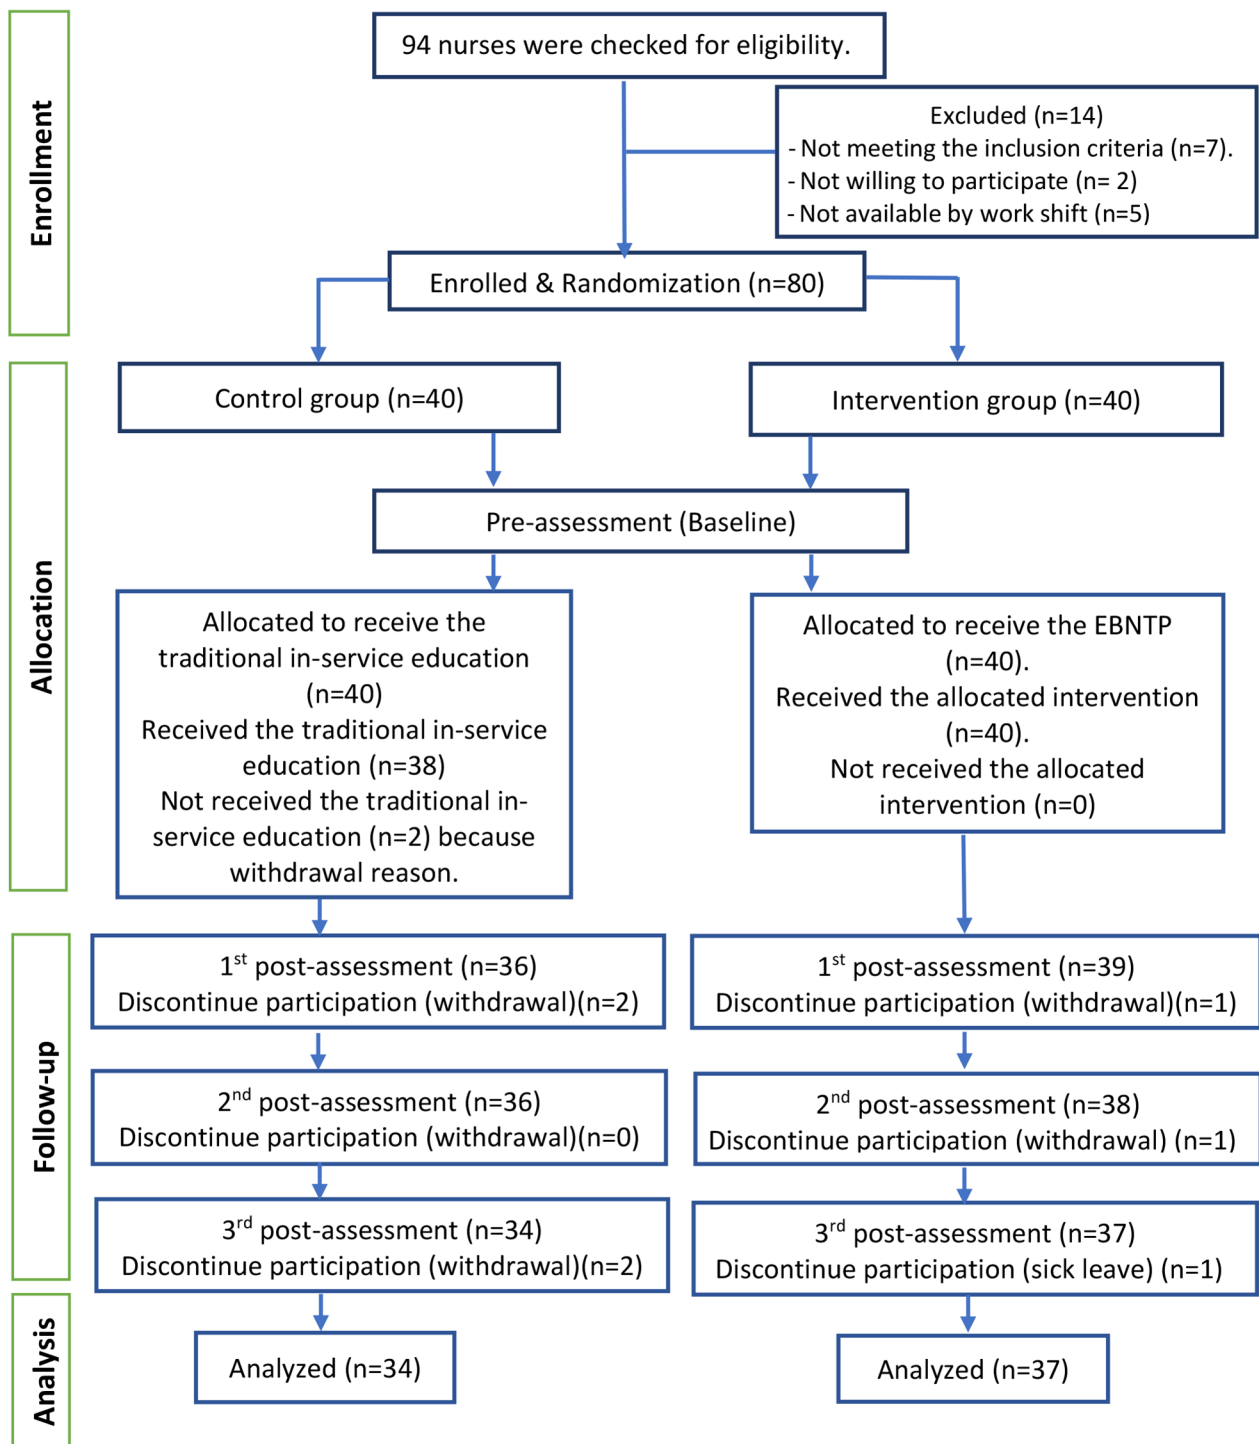 Enrollment
94 nurses were checked for eligibility.
Excluded (n=14)
- Not meeting the inclusion criteria (n=7).
- Not willing to participate (n= 2)
- Not available by work shift (n=5)
Enrolled & Randomization (n=80)
Allocation
Control group (n=40)
Intervention group (n=40)
Pre-assessment (Baseline)
Allocated to receive the
traditional in-service education
(n=40)
Received the traditional in-service
education (n=38)
Not received the traditional in-
service education (n=2) because
withdrawal reason.
Allocated to receive the EBNTP
(n=40).
Received the allocated intervention
(n=40).
Not received the allocated
intervention (n=0)
Follow-up
1st post-assessment (n=36)
Discontinue participation (withdrawal)(n=2)
1st post-assessment (n=39)
Discontinue participation (withdrawal)(n=1)
2nd post-assessment (n=36)
Discontinue participation (withdrawal)(n=0)
2nd post-assessment (n=38)
Discontinue participation (withdrawal) (n=1)
3rd post-assessment (n=34)
Discontinue participation (withdrawal)(n=2)
3rd post-assessment (n=37)
Discontinue participation (sick leave) (n=1)
Analysis
Analyzed (n=34)
Analyzed (n=37)